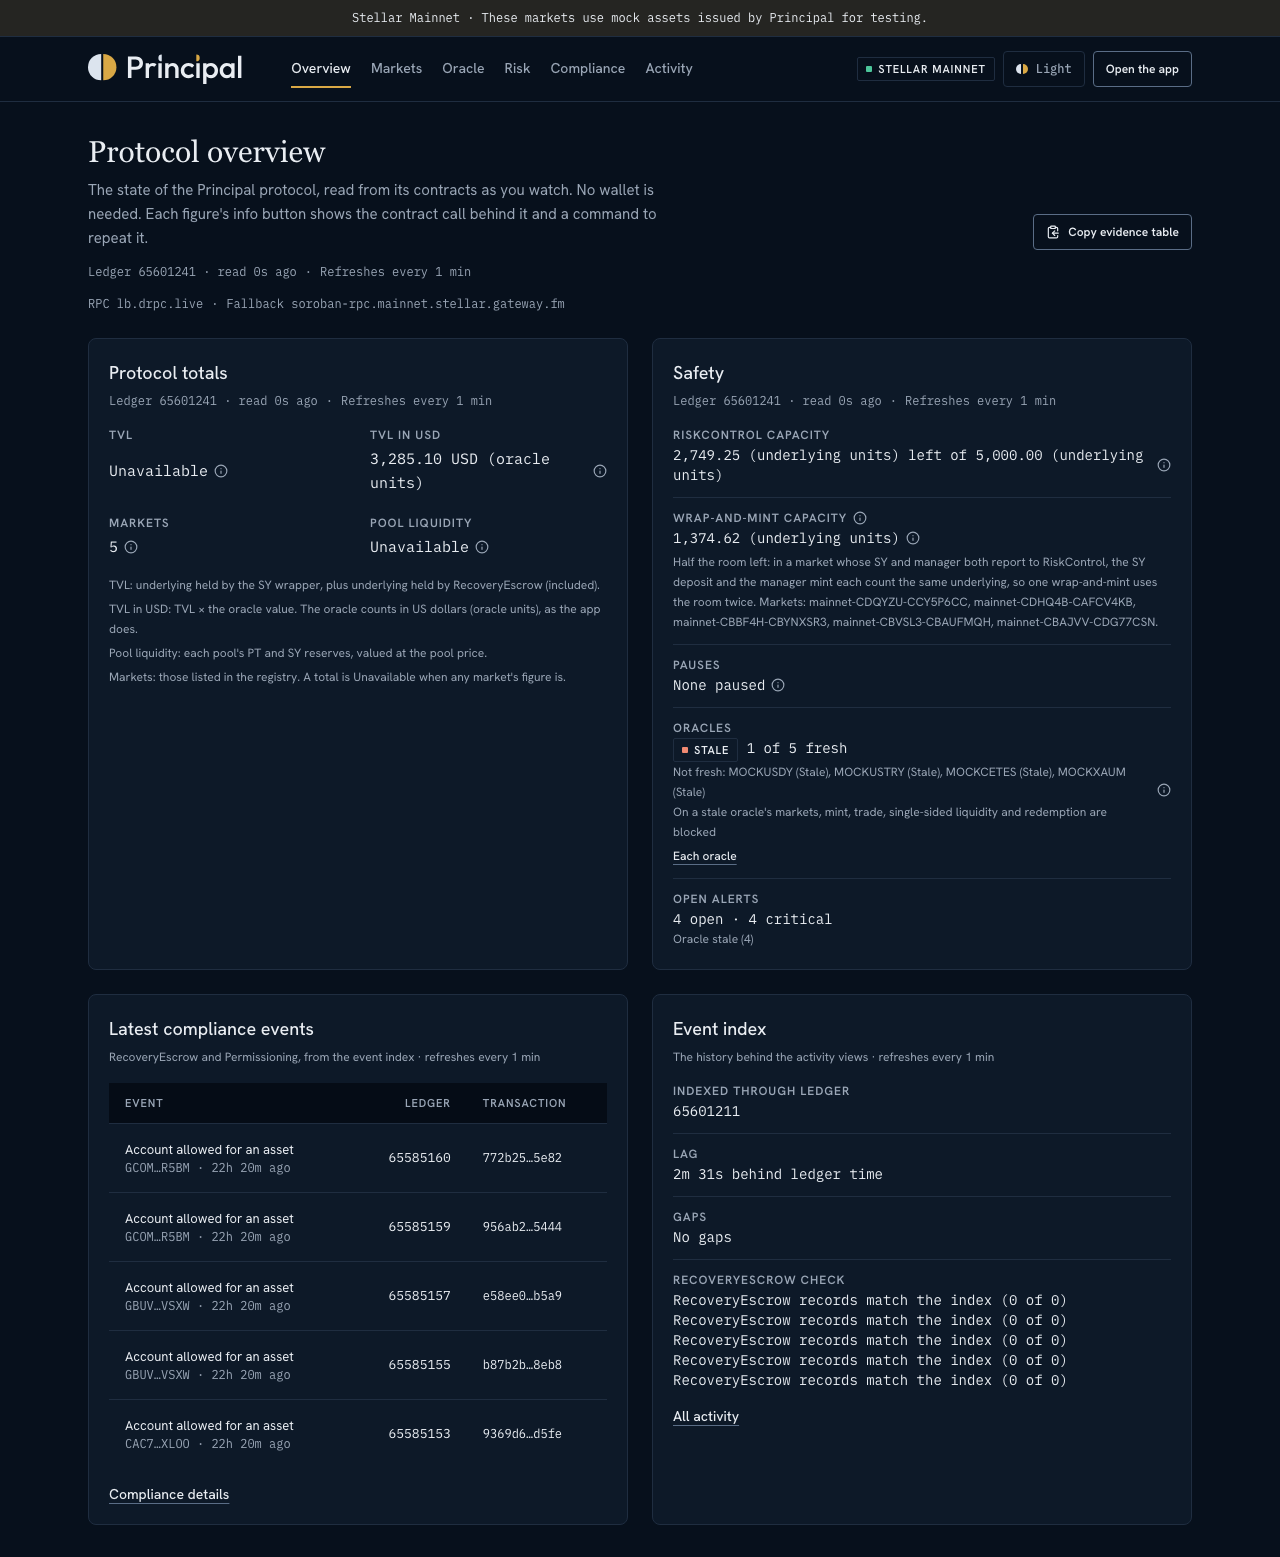 Stellar Mainnet · These markets use mock assets issued by Principal for testing.
Principal
Overview
Markets
Oracle
Risk
Compliance
Activity
STELLAR MAINNET
Light
Open the app
Protocol overview
The state of the Principal protocol, read from its contracts as you watch. No wallet is
needed. Each figure's info button shows the contract call behind it and a command to
repeat it.
Ledger 65601241 · read 0s ago · Refreshes every 1 min
RPC lb.drpc.live · Fallback soroban-rpc.mainnet.stellar.gateway.fm
Copy evidence table
Protocol totals
Ledger 65601241 · read 0s ago · Refreshes every 1 min
TVL
Unavailable
TVL IN USD
3,285.10 USD (oracle
units)
MARKETS
5
POOL LIQUIDITY
Unavailable
TVL: underlying held by the SY wrapper, plus underlying held by RecoveryEscrow (included).
TVL in USD: TVL × the oracle value. The oracle counts in US dollars (oracle units), as the app
does.
Pool liquidity: each pool's PT and SY reserves, valued at the pool price.
Markets: those listed in the registry. A total is Unavailable when any market's figure is.
Safety
Ledger 65601241 · read 0s ago · Refreshes every 1 min
RISKCONTROL CAPACITY
2,749.25 (underlying units) left of 5,000.00 (underlying
units)
WRAP-AND-MINT CAPACITY
1,374.62 (underlying units)
Half the room left: in a market whose SY and manager both report to RiskControl, the SY
deposit and the manager mint each count the same underlying, so one wrap-and-mint uses
the room twice. Markets: mainnet-CDQYZU-CCY5P6CC, mainnet-CDHQ4B-CAFCV4KB,
mainnet-CBBF4H-CBYNXSR3, mainnet-CBVSL3-CBAUFMQH, mainnet-CBAJVV-CDG77CSN.
PAUSES
None paused
ORACLES
STALE 1 of 5 fresh
Not fresh: MOCKUSDY (Stale), MOCKUSTRY (Stale), MOCKCETES (Stale), MOCKXAUM
(Stale)
On a stale oracle's markets, mint, trade, single-sided liquidity and redemption are
blocked
Each oracle
OPEN ALERTS
4 open · 4 critical
Oracle stale (4)
Latest compliance events
RecoveryEscrow and Permissioning, from the event index · refreshes every 1 min
EVENT LEDGER TRANSACTION
Account allowed for an asset
GCOM…R5BM · 22h 20m ago
65585160 772b25…5e82
Account allowed for an asset
GCOM…R5BM · 22h 20m ago
65585159 956ab2…5444
Account allowed for an asset
GBUV…VSXW · 22h 20m ago
65585157 e58ee0…b5a9
Account allowed for an asset
GBUV…VSXW · 22h 20m ago
65585155 b87b2b…8eb8
Account allowed for an asset
CAC7…XLOO · 22h 20m ago
65585153 9369d6…d5fe
Compliance details
Event index
The history behind the activity views · refreshes every 1 min
INDEXED THROUGH LEDGER
65601211
LAG
2m 31s behind ledger time
GAPS
No gaps
RECOVERYESCROW CHECK
RecoveryEscrow records match the index (0 of 0)
RecoveryEscrow records match the index (0 of 0)
RecoveryEscrow records match the index (0 of 0)
RecoveryEscrow records match the index (0 of 0)
RecoveryEscrow records match the index (0 of 0)
All activity